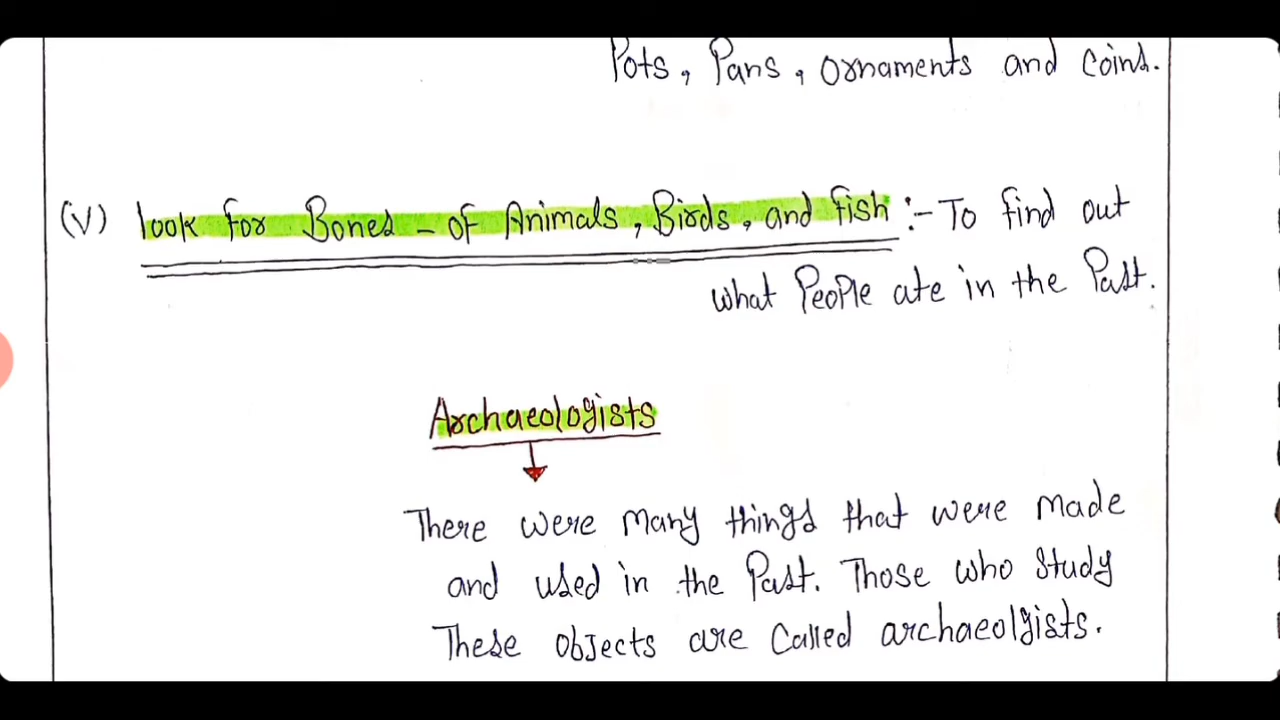 Pots, Pans, ornaments and coins.
(V) look for Bones - of Animals, Birds, and fish :- To find out
what People ate in the Past.
Archaeologists
There were many things that were made
and used in the Past. Those who study
These objects are called archaeolgists.